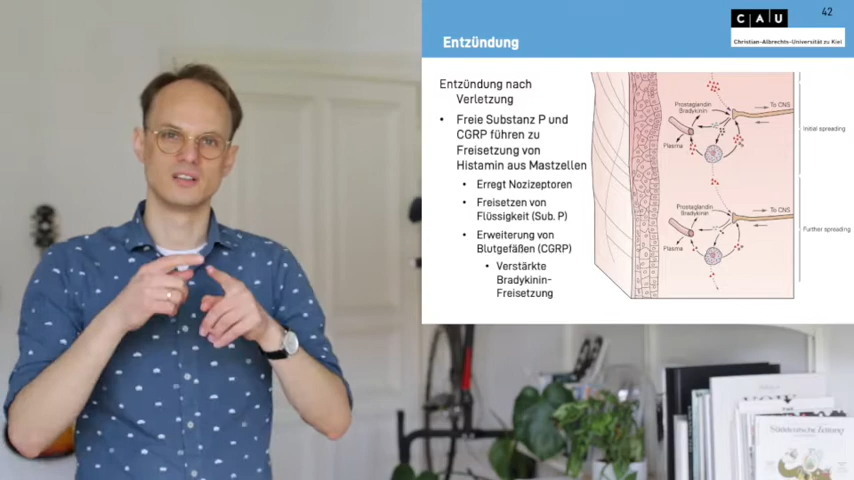 C A U
42
Christian-Albrechts-Universität zu Kiel
Entzündung
Entzündung nach
Verletzung
• Freie Substanz P und
CGRP führen zu
Freisetzung von
Histamin aus Mastzellen
• Erregt Nozizeptoren
• Freisetzen von
Flüssigkeit (Sub. P)
• Erweiterung von
Blutgefäßen (CGRP)
• Verstärkte
Bradykinin-
Freisetzung
Prostaglandin
Bradykinin
To CNS
Plasma
Initial spreading
Prostaglandin
Bradykinin
To CNS
Plasma
Further spreading
Süddeutsche Zeitung